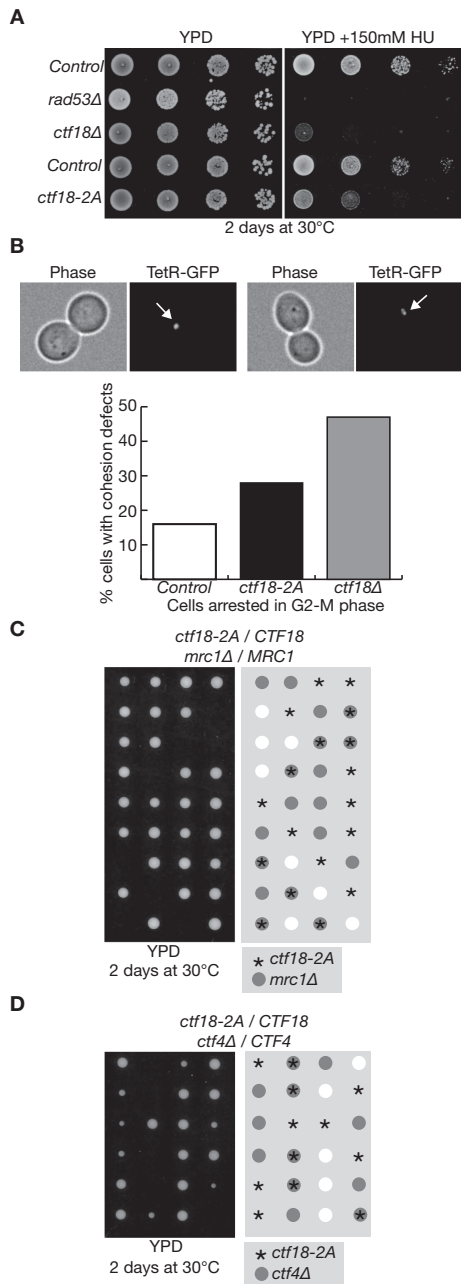 A
YPD
YPD +150mM HU
Control
rad53Δ
ctf18Δ
Control
ctf18-2A
2 days at 30°C
B
Phase
TetR-GFP
Phase
TetR-GFP
% cells with cohesion defects
50
40
30
20
10
Control
ctf18-2A
ctf18Δ
Cells arrested in G2-M phase
C
ctf18-2A / CTF18
mrc1Δ / MRC1
YPD
2 days at 30°C
* ctf18-2A
mrc1Δ
D
ctf18-2A / CTF18
ctf4Δ / CTF4
YPD
2 days at 30°C
* ctf18-2A
ctf4Δ